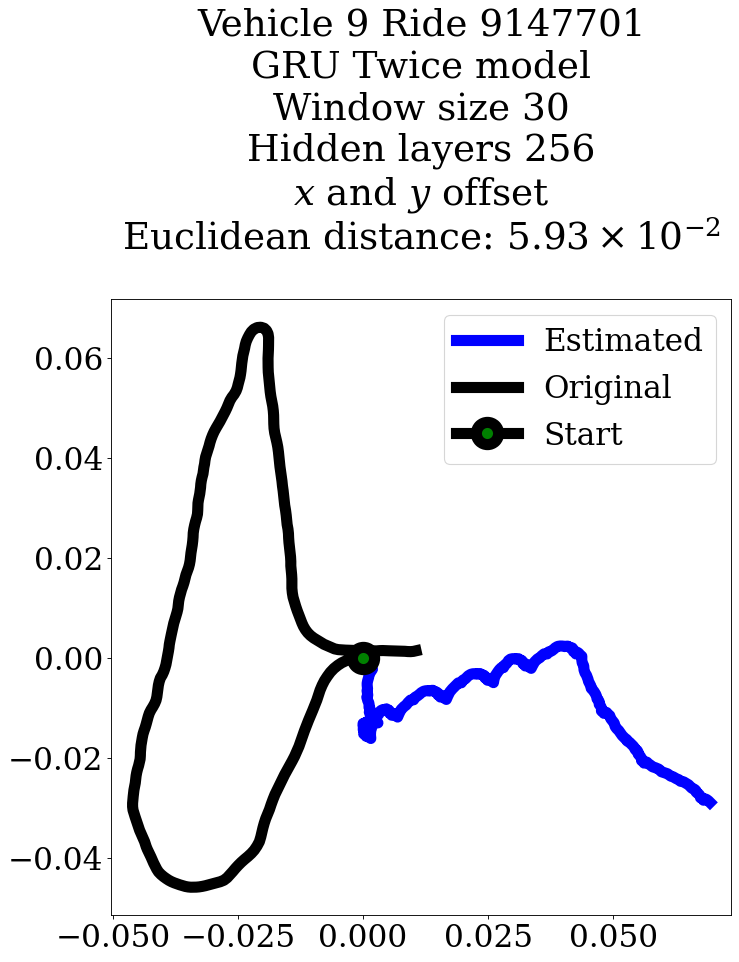 Vehicle 9 Ride 9147701
GRU Twice model
Window size 30
Hidden layers 256
x and y offset
Euclidean distance: 5.93 × 10⁻²
Estimated
Original
Start
0.06
0.04
0.02
0.00
−0.02
−0.04
−0.050 −0.025 0.000 0.025 0.050